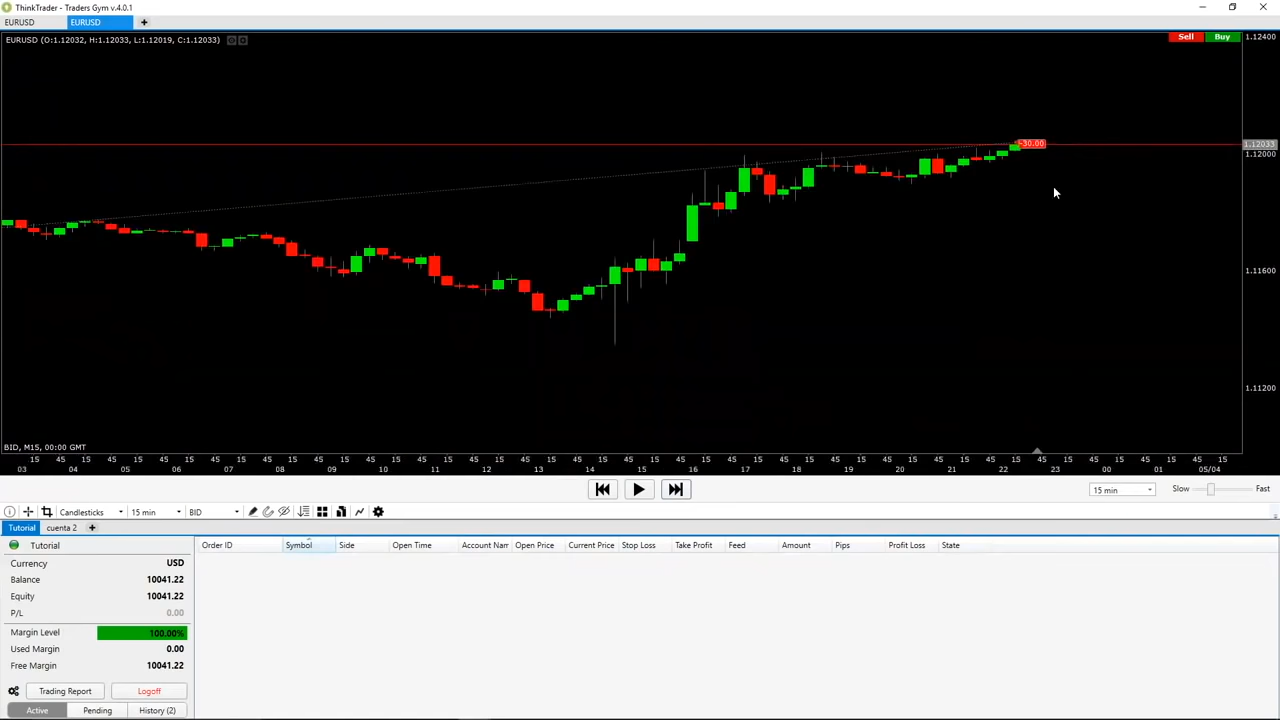 ThinkTrader - Traders Gym v.4.0.1
EURUSD EURUSD
EURUSD (O:1.12032, H:1.12033, L:1.12019, C:1.12033)
Sell Buy
1.12400
-30.00
1.12033
1.12000
1.11600
1.11200
BID, M15, 00:00 GMT
15 45 15 45 15 45 15 45 15 45 15 45 15 45 15 45 15 45 15 45 15 45 15 45 15 45 15 45 15 45 15 45 15 45 15 45 15 45 15 45 15 45 15 45 15 45 15
03 04 06 07 08 09 10 11 12 13 14 15 16 17 18 19 20 21 22 23 00 01 05/04
15 min Slow Fast
Candlesticks 15 min BID
Tutorial cuenta 2
Tutorial
Order ID Symbol Side Open Time Account Nam Open Price Current Price Stop Loss Take Profit Feed Amount Pips Profit Loss State
Currency USD
Balance 10041.22
Equity 10041.22
P/L 0.00
Margin Level 100.00%
Used Margin 0.00
Free Margin 10041.22
Trading Report Logoff
Active Pending History (2)